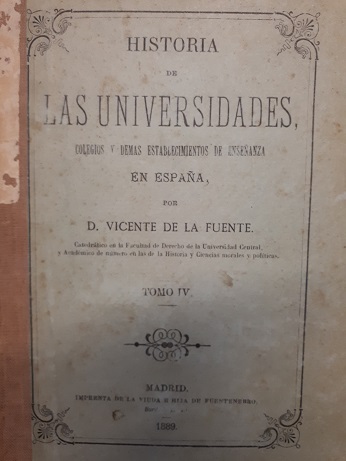 HISTORIA
DE
LAS UNIVERSIDADES,
COLEGIOS Y DEMAS ESTABLECIMIENTOS DE ENSEÑANZA
EN ESPAÑA,
POR
D. VICENTE DE LA FUENTE.
Catedrático en la Facultad de Derecho de la Universidad Central,
y Académico de número en las de la Historia y Ciencias morales y políticas.
TOMO IV.
MADRID.
IMPRENTA DE LA VIUDA É HIJA DE FUENTENEBRO.
1889.